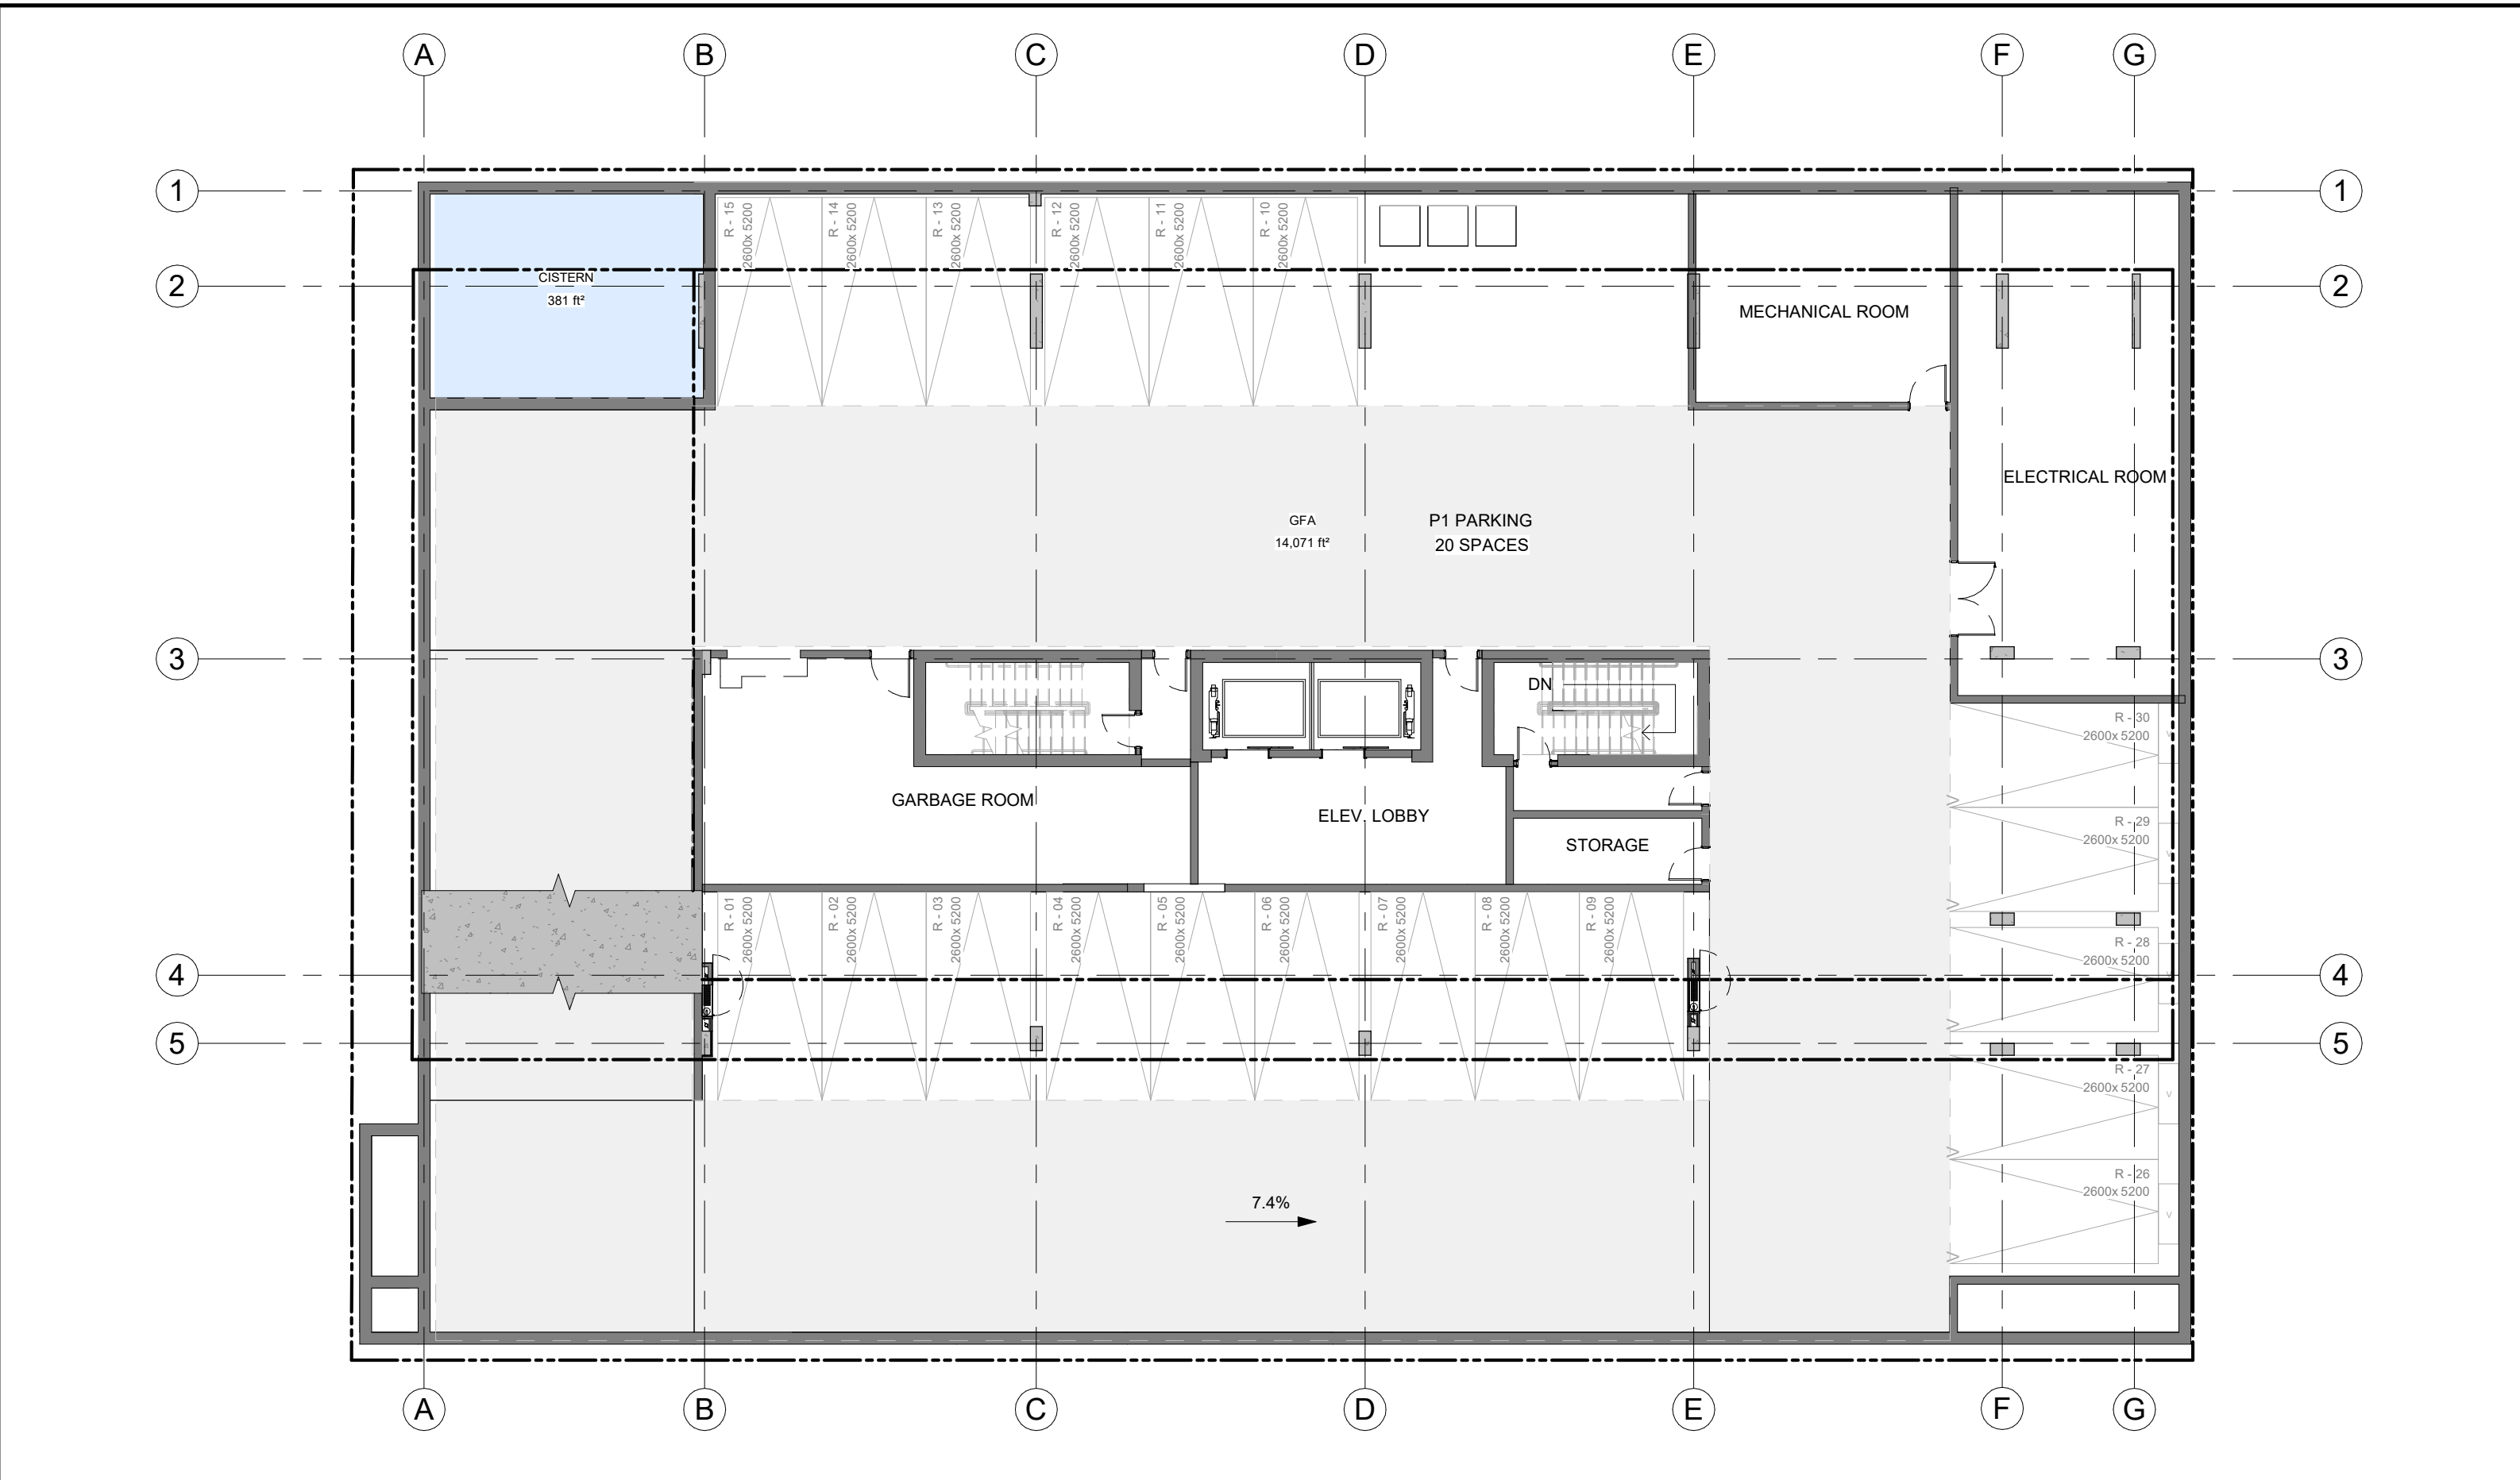 A
B
C
D
E
F
G
1
1
R - 15
2600x 5200
R - 14
2600x 5200
R - 13
2600x 5200
R - 12
2600x 5200
R - 11
2600x 5200
R - 10
2600x 5200
2
CISTERN
381 ft²
MECHANICAL ROOM
2
ELECTRICAL ROOM
GFA
14,071 ft²
P1 PARKING
20 SPACES
3
3
DN
R - 30
2600x 5200
GARBAGE ROOM
ELEV. LOBBY
STORAGE
R - 29
2600x 5200
R - 01
2600x 5200
R - 02
2600x 5200
R - 03
2600x 5200
R - 04
2600x 5200
R - 05
2600x 5200
R - 06
2600x 5200
R - 07
2600x 5200
R - 08
2600x 5200
R - 09
2600x 5200
R - 28
2600x 5200
4
4
5
5
R - 27
2600x 5200
V
R - 26
2600x 5200
V
7.4%
A
B
C
D
E
F
G